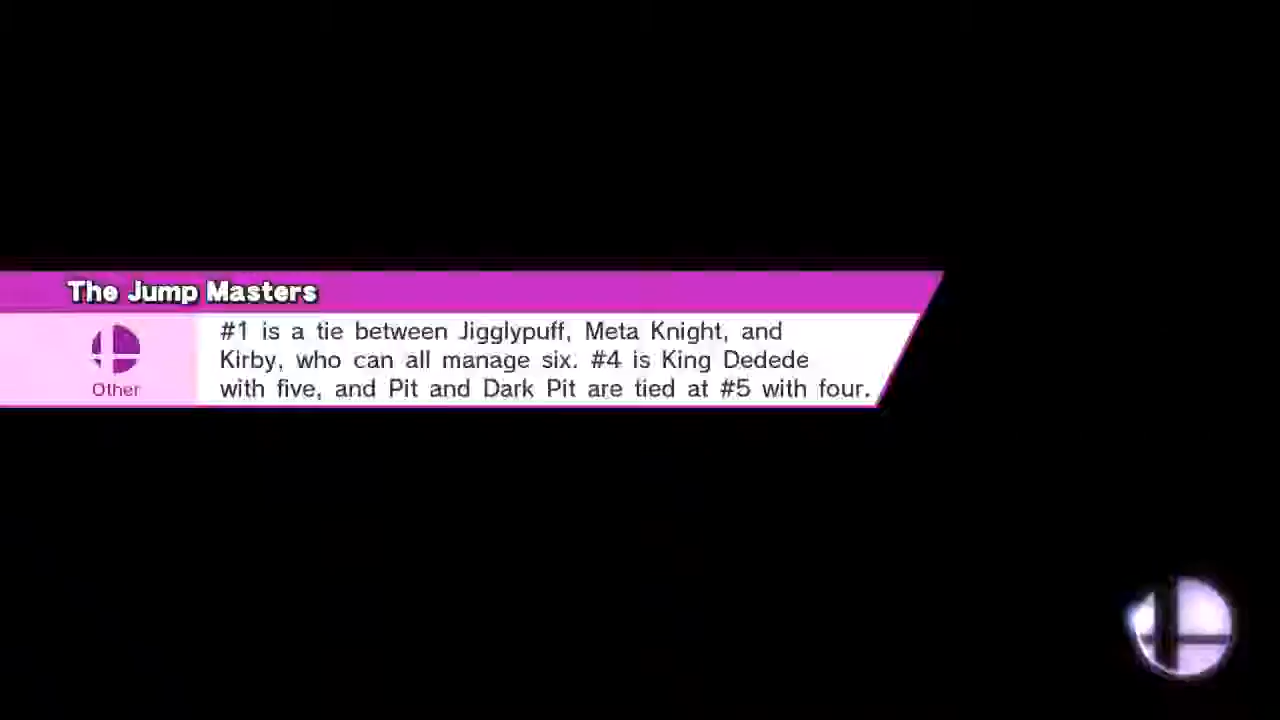 The Jump Masters
#1 is a tie between Jigglypuff, Meta Knight, and
Kirby, who can all manage six. #4 is King Dedede
with five, and Pit and Dark Pit are tied at #5 with four.
Other